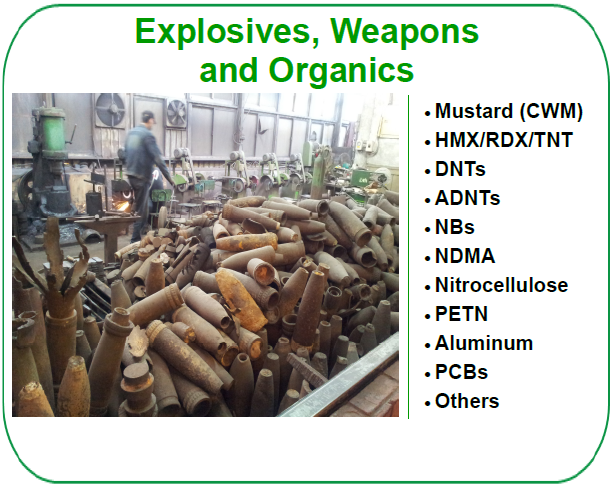 Explosives, Weapons
and Organics
• Mustard (CWM)
• HMX/RDX/TNT
• DNTs
• ADNTs
• NBs
• NDMA
• Nitrocellulose
• PETN
• Aluminum
• PCBs
• Others